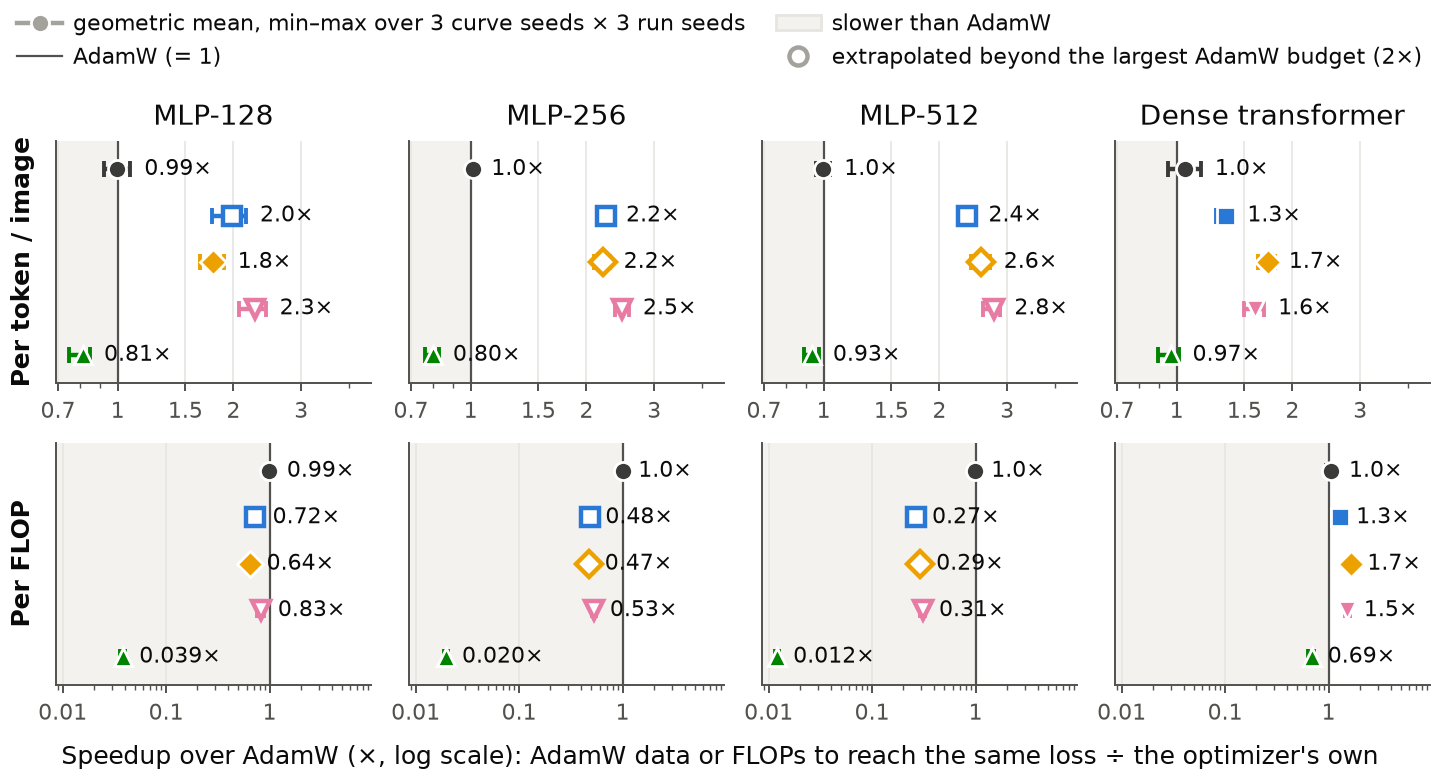 geometric mean, min–max over 3 curve seeds × 3 run seeds
slower than AdamW
AdamW (= 1)
extrapolated beyond the largest AdamW budget (2×)
MLP-128
MLP-256
MLP-512
Dense transformer
Per token / image
0.99×
2.0×
1.8×
2.3×
0.81×
0.7 1 1.5 2 3
1.0×
2.2×
2.2×
2.5×
0.80×
0.7 1 1.5 2 3
1.0×
2.4×
2.6×
2.8×
0.93×
0.7 1 1.5 2 3
1.0×
1.3×
1.7×
1.6×
0.97×
0.7 1 1.5 2 3
Per FLOP
0.99×
0.72×
0.64×
0.83×
0.039×
0.01 0.1 1
1.0×
0.48×
0.47×
0.53×
0.020×
0.01 0.1 1
1.0×
0.27×
0.29×
0.31×
0.012×
0.01 0.1 1
1.0×
1.3×
1.7×
1.5×
0.69×
0.01 0.1 1
Speedup over AdamW (×, log scale): AdamW data or FLOPs to reach the same loss ÷ the optimizer's own